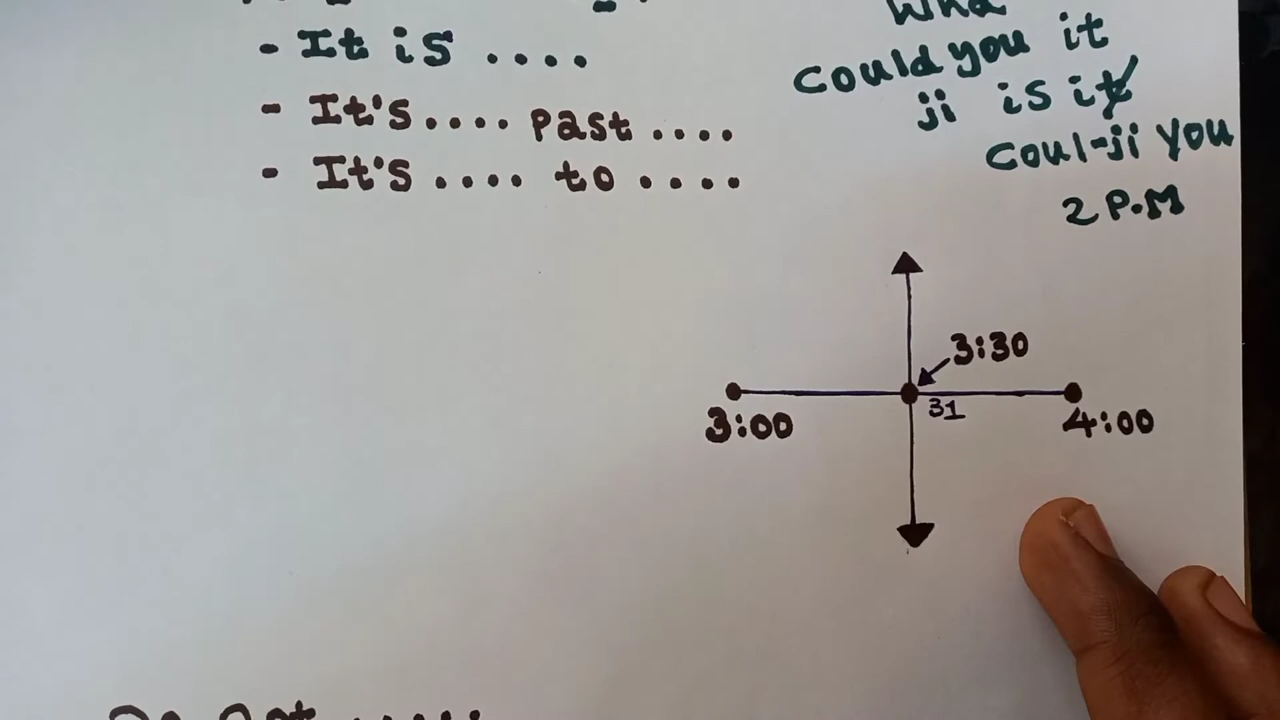 - It is ....
- It's .... past ....
- It's .... to ....
could you it
ji is it
coul-ji you
2 P.M
3:30
31
3:00
4:00